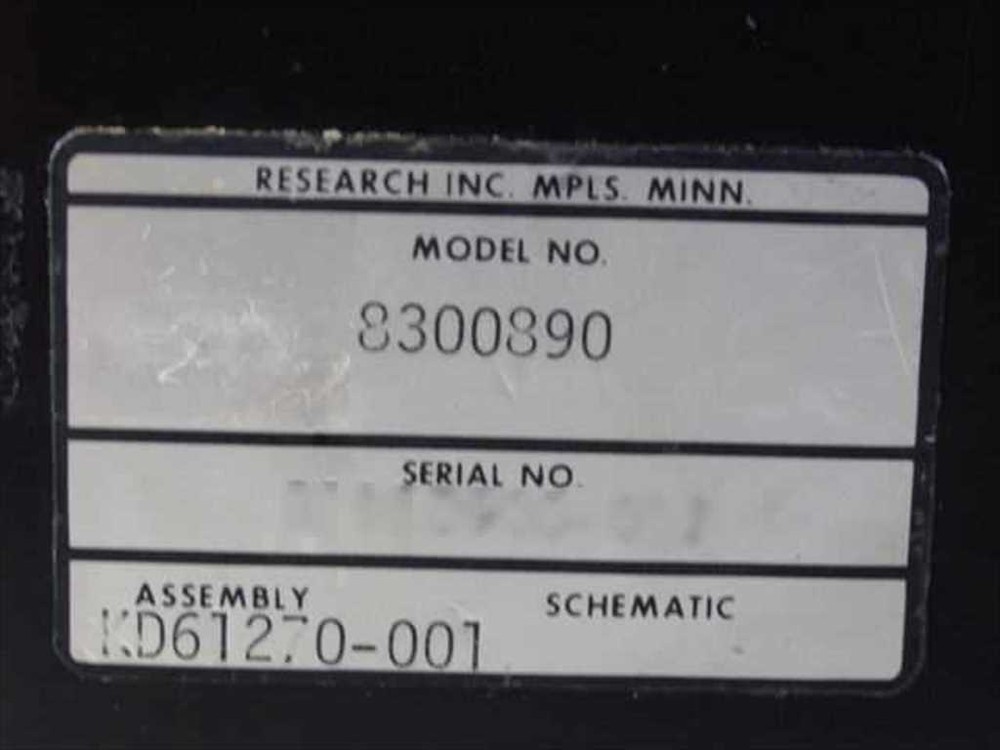 RESEARCH INC. MPLS. MINN.
MODEL NO.
8300890
SERIAL NO.
ASSEMBLY
KD61270-001
SCHEMATIC